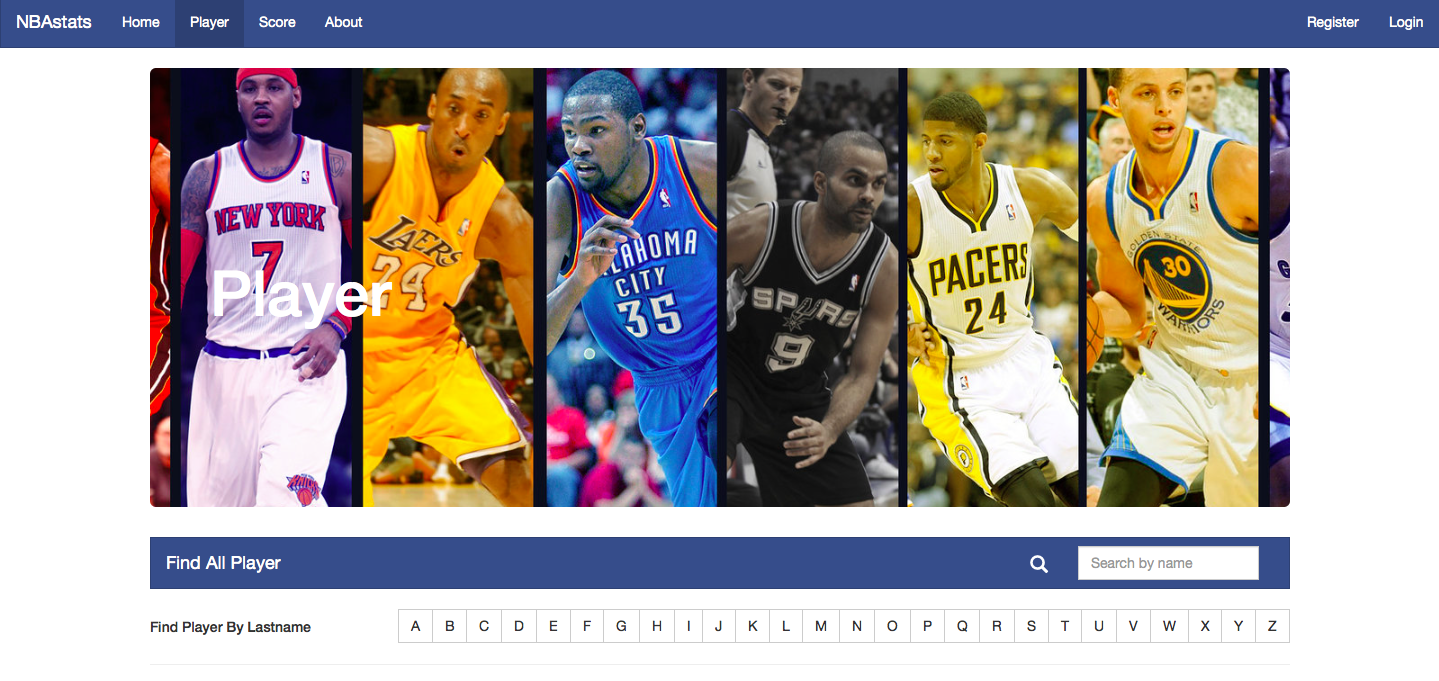 NBAstats Home Player Score About Register Login
NEW YORK
7
LAKERS
24
OKLAHOMA
CITY
35
SPURS
9
PACERS
24
GOLDEN STATE
30
WARRIORS
Player
Find All Player Search by name
Find Player By Lastname A B C D E F G H I J K L M N O P Q R S T U V W X Y Z